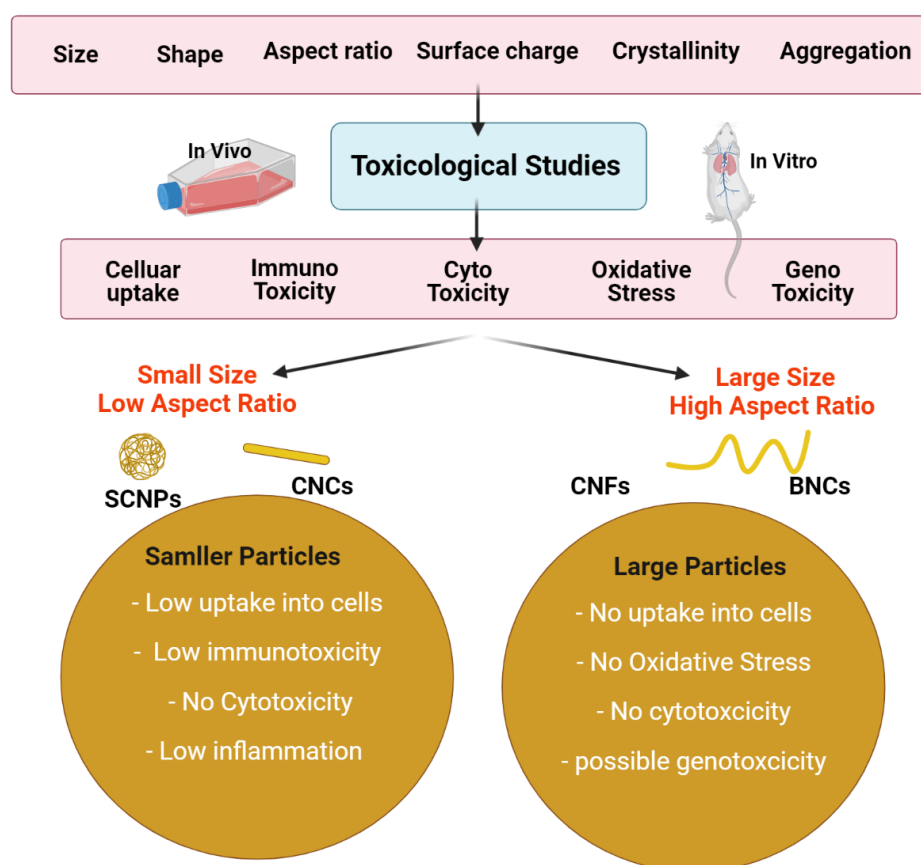 Size Shape Aspect ratio Surface charge Crystallinity Aggregation
In Vivo
Toxicological Studies
In Vitro
Celluar
uptake
Immuno
Toxicity
Cyto
Toxicity
Oxidative
Stress
Geno
Toxicity
Small Size
Low Aspect Ratio
Large Size
High Aspect Ratio
SCNPs
CNCs
CNFs
BNCs
Samller Particles
- Low uptake into cells
- Low immunotoxicity
- No Cytotoxicity
- Low inflammation
Large Particles
- No uptake into cells
- No Oxidative Stress
- No cytotoxcicity
- possible genotoxcicity